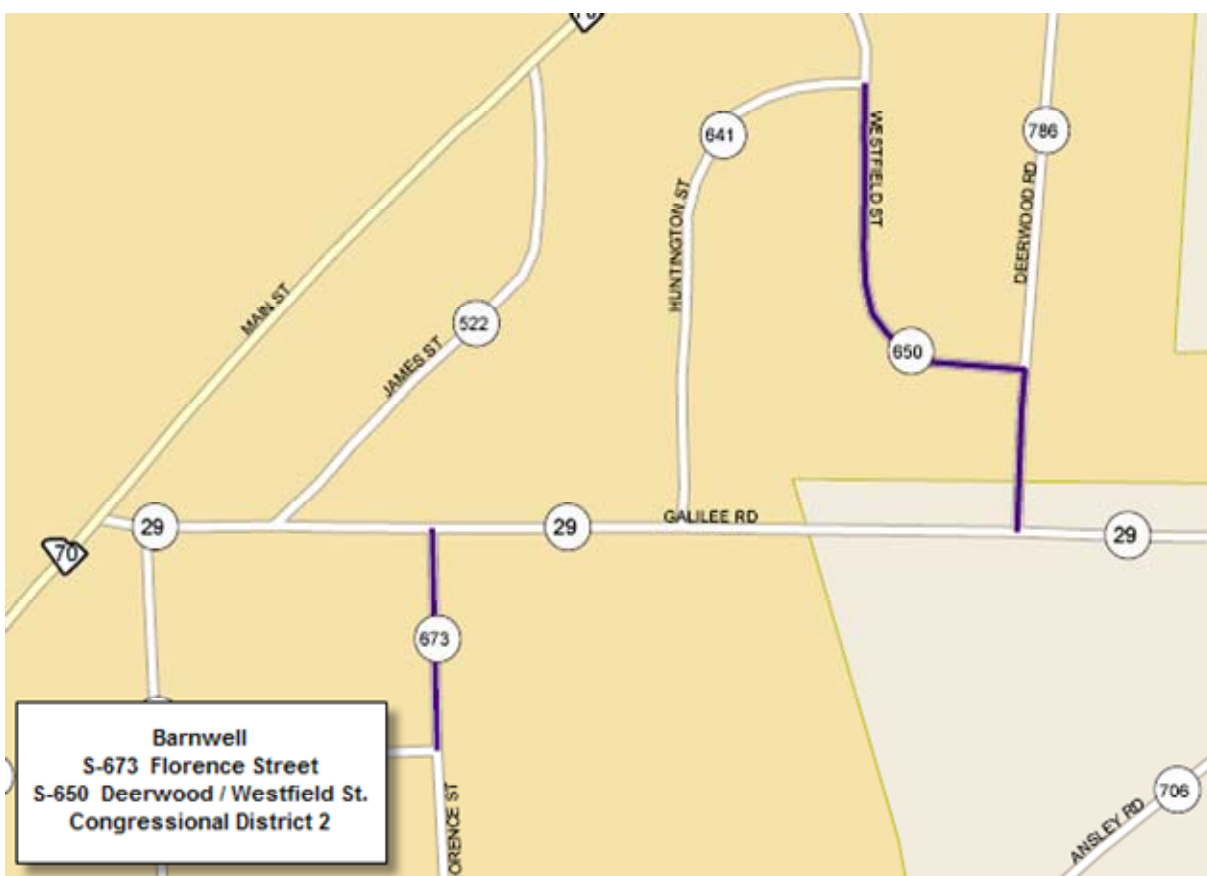 70
641
786
WESTFIELD ST
DEERWOOD RD
HUNTINGTON ST
MAIN ST
522
JAMES ST
650
GALILEE RD
29
29
29
70
673
Barnwell
S-673 Florence Street
S-650 Deerwood / Westfield St.
Congressional District 2
ORENCE ST
706
ANSLEY RD